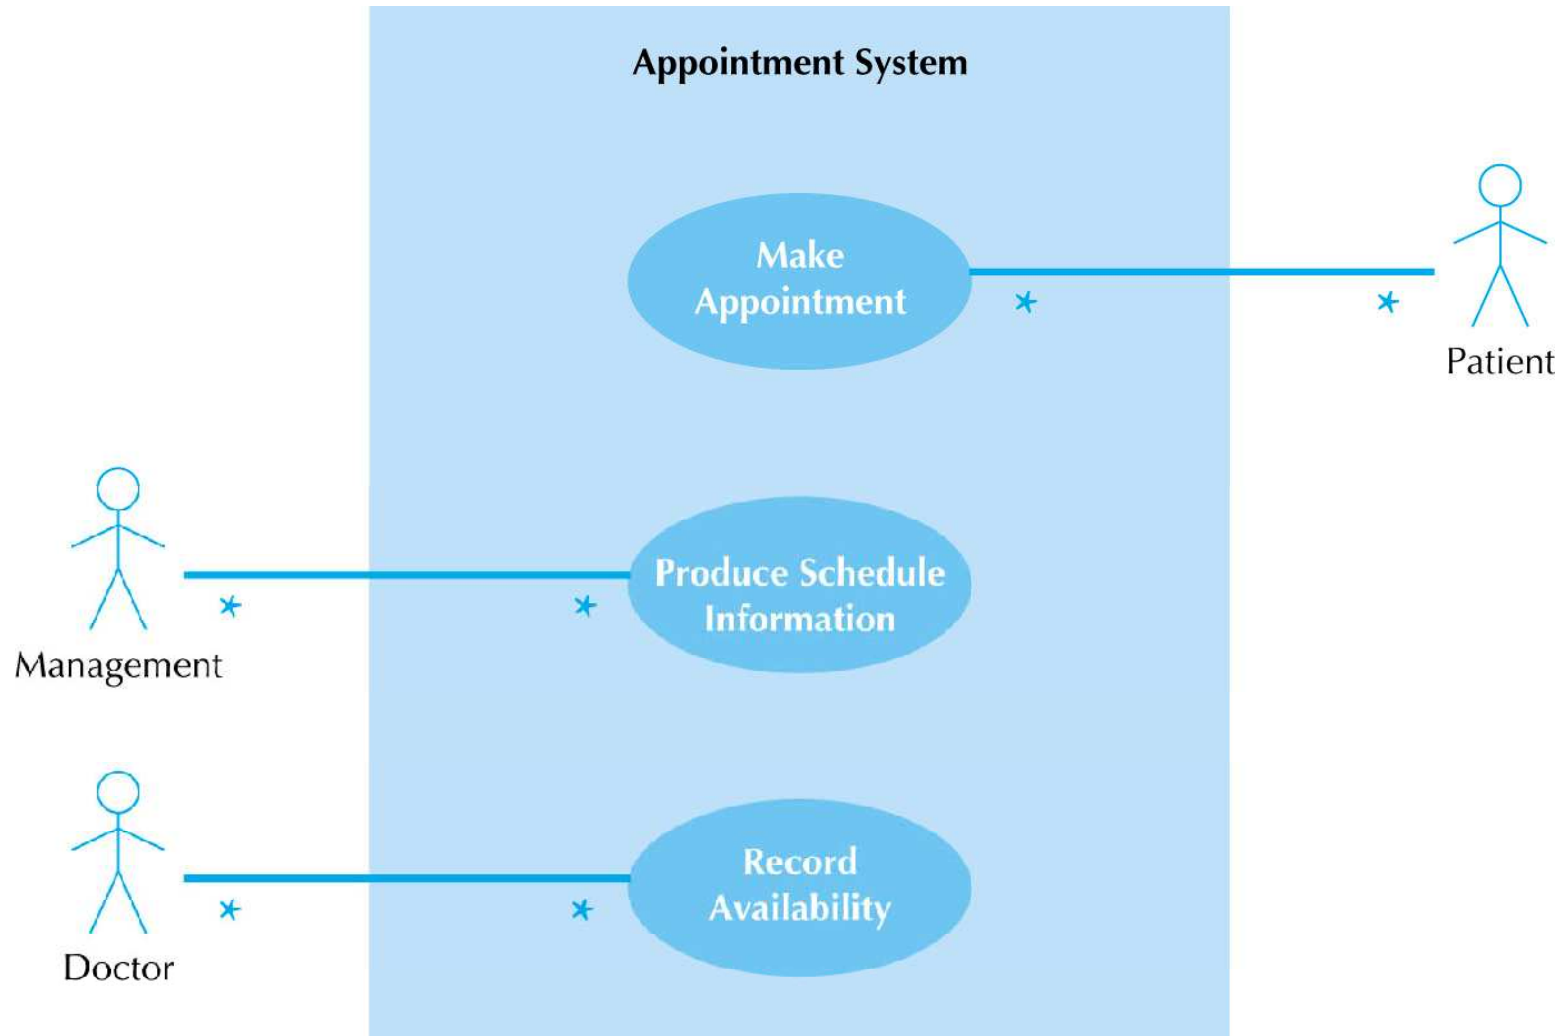 Appointment System
Make
Appointment
*
*
Patient
Produce Schedule
Information
*
*
Management
Record
Availability
*
*
Doctor